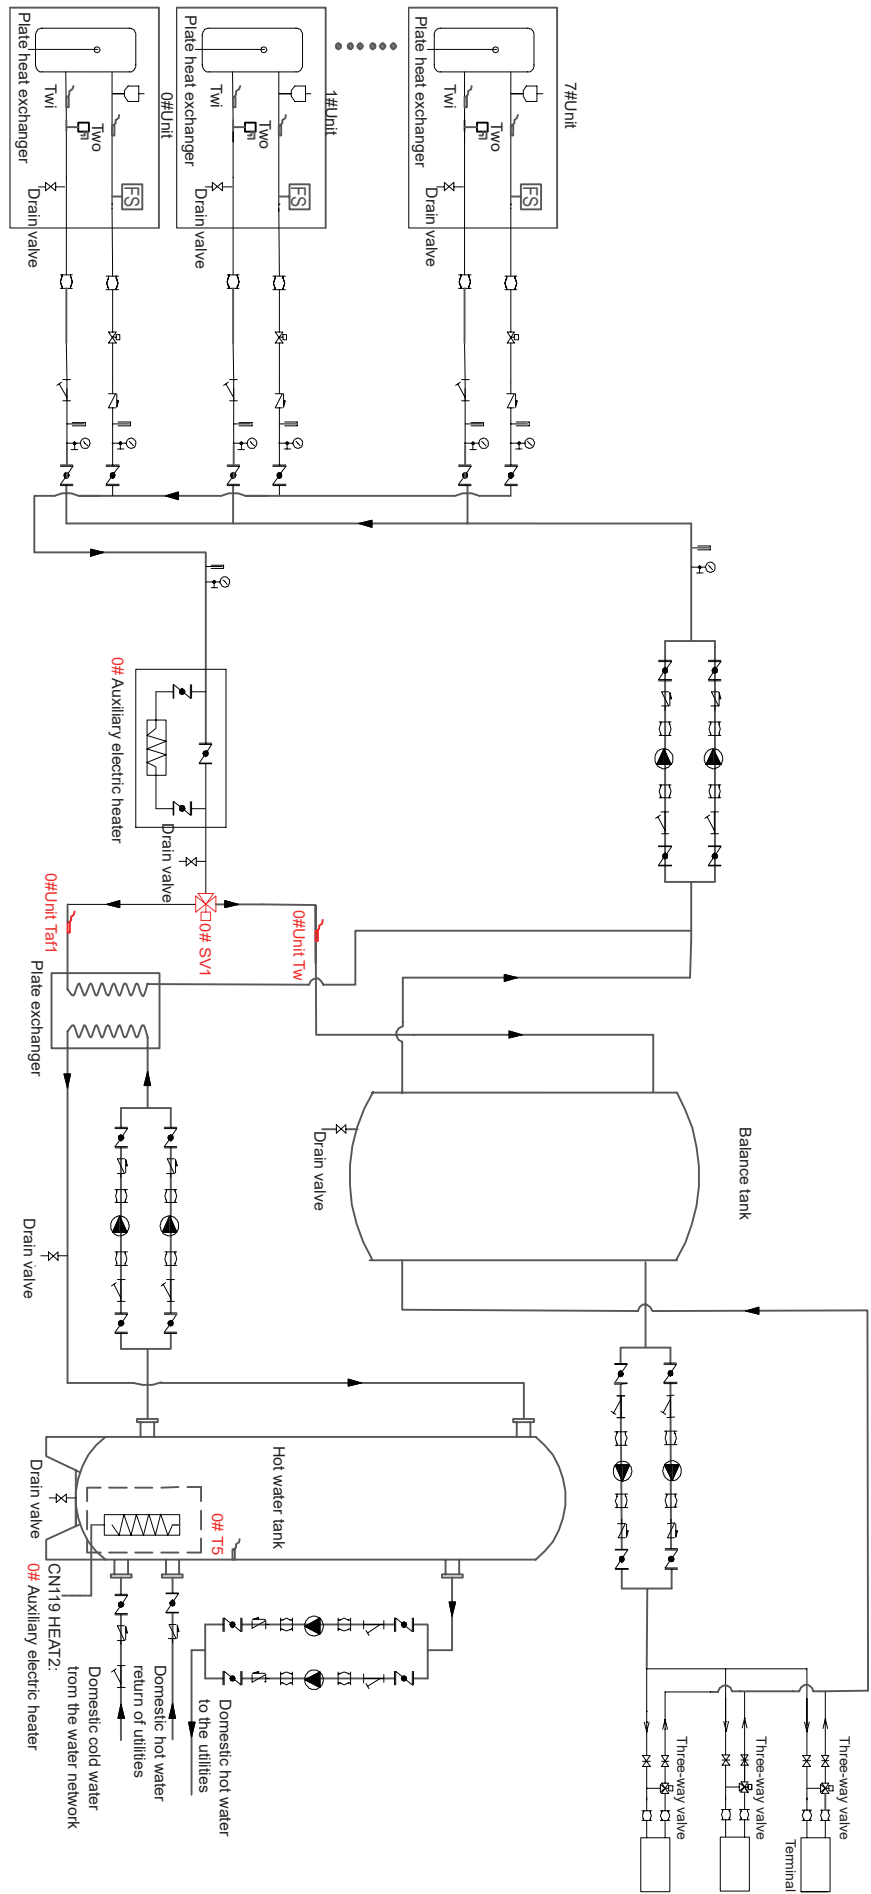 Plate heat exchanger
Twi
Two
Drain valve
FS
0#Unit
Plate heat exchanger
Twi
Two
Drain valve
FS
1#Unit
Plate heat exchanger
Twi
Two
Drain valve
FS
7#Unit
0# Auxiliary electric heater
Drain valve
0# SV1
0#Unit Taf1
0#Unit Tw
Plate exchanger
Balance tank
Drain valve
Drain valve
Hot water tank
0# T5
Drain valve
CN119 HEAT2:
0# Auxiliary electric heater
Domestic cold water
trom the water network
Domestic hot water
return of utilities
Domestic hot water
to the utilities
Three-way valve
Three-way valve
Three-way valve
Terminal